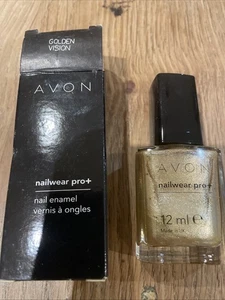 GOLDEN
VISION
AVON
nailwear pro+
nail enamel
vernis à ongles
AVON
nailwear pro+
12 ml e